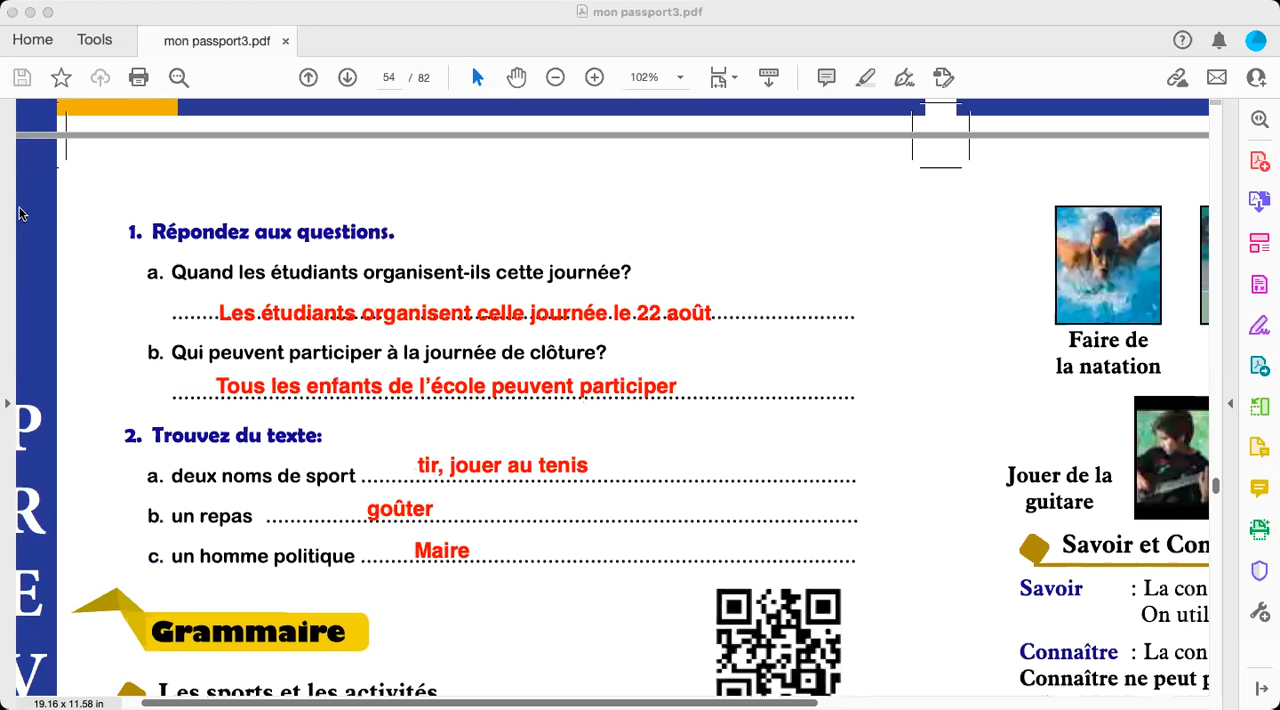 mon passport3.pdf
Home
Tools
mon passport3.pdf ×
54 / 82
102%
1. Répondez aux questions.
a. Quand les étudiants organisent-ils cette journée?
Les étudiants organisent celle journée le 22 août
b. Qui peuvent participer à la journée de clôture?
Tous les enfants de l'école peuvent participer
2. Trouvez du texte:
a. deux noms de sport tir, jouer au tenis
b. un repas goûter
c. un homme politique Maire
Grammaire
Les sports et les activités
Faire de
la natation
Jouer de la
guitare
Savoir et Con
Savoir : La con
On util
Connaître : La con
Connaître ne peut p
P
R
E
V
19.16 x 11.58 in